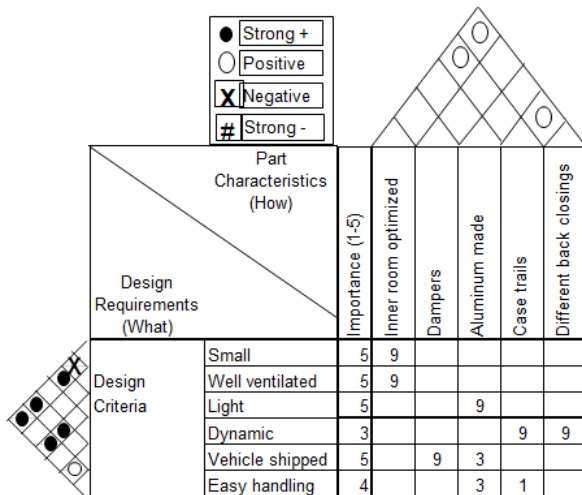 Strong +
Positive
X Negative
# Strong -
Part
Characteristics
(How)
Design
Requirements
(What)
Importance (1-5)
Inner room optimized
Dampers
Aluminum made
Case trails
Different back closings
X
Design
Criteria
Small 5 9
Well ventilated 5 9
Light 5 9
Dynamic 3 9 9
Vehicle shipped 5 9 3
Easy handling 4 3 1